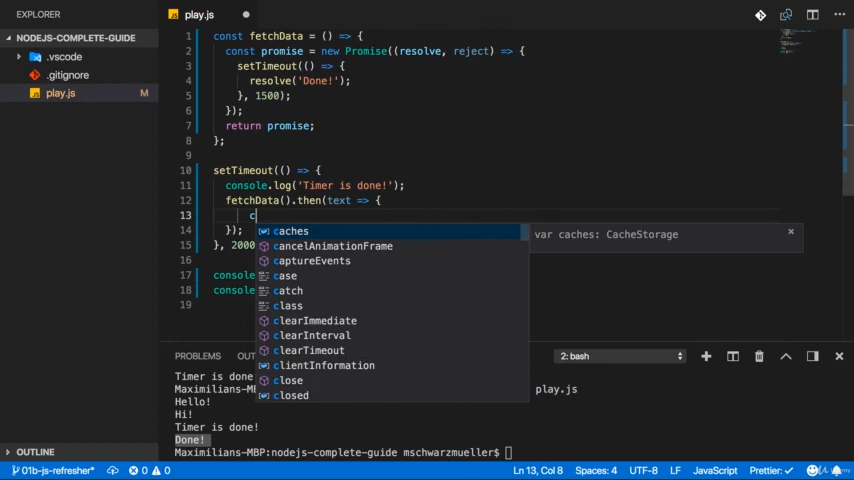 EXPLORER
play.js
NODEJS-COMPLETE-GUIDE
.vscode
.gitignore
play.js M
1 const fetchData = () => {
2 const promise = new Promise((resolve, reject) => {
3 setTimeout(() => {
4 resolve('Done!');
5 }, 1500);
6 });
7 return promise;
8 };
9
10 setTimeout(() => {
11 console.log('Timer is done!');
12 fetchData().then(text => {
13 c
14 });
15 }, 2000
16
17 console
18 console
19
caches
var caches: CacheStorage
cancelAnimationFrame
captureEvents
case
catch
class
clearImmediate
clearInterval
clearTimeout
clientInformation
close
closed
PROBLEMS OUT
2: bash
Timer is done
Maximilians-MB play.js
Hello!
Hi!
Timer is done!
Done!
Maximilians-MBP:nodejs-complete-guide mschwarzmueller$
OUTLINE
01b-js-refresher* 0 0 Ln 13, Col 8 Spaces: 4 UTF-8 LF JavaScript Prettier: ✓